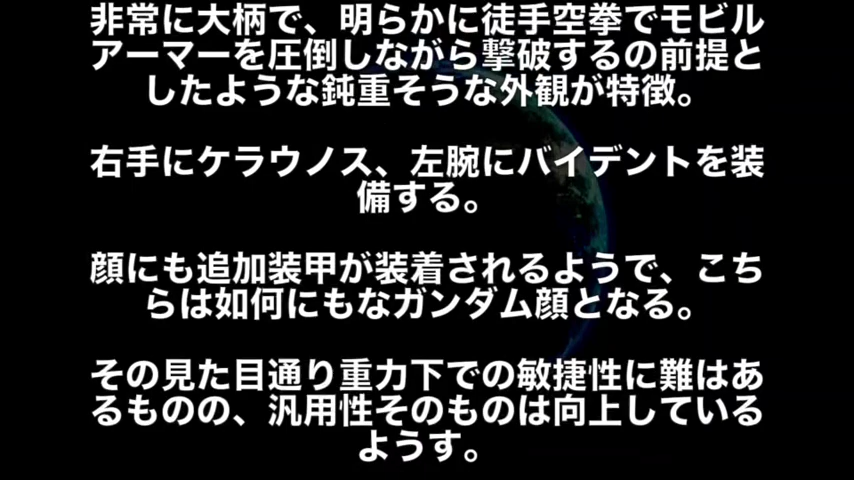 非常に大柄で、明らかに徒手空拳でモビル
アーマーを圧倒しながら撃破するの前提と
したような鈍重そうな外観が特徴。
右手にケラウノス、左腕にバイデントを装
備する。
顔にも追加装甲が装着されるようで、こち
らは如何にもなガンダム顔となる。
その見た目通り重力下での敏捷性に難はあ
るものの、汎用性そのものは向上している
ようす。